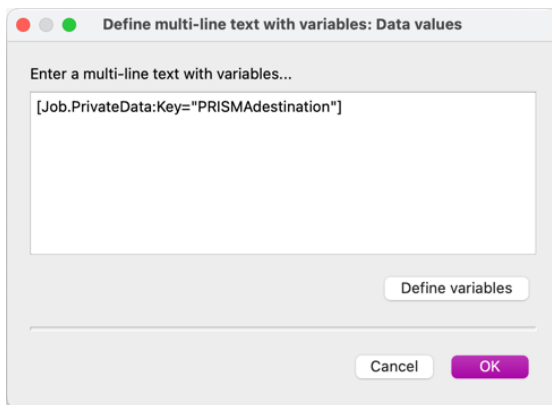 Define multi-line text with variables: Data values
Enter a multi-line text with variables...
[Job.PrivateData:Key="PRISMAdestination"]
Define variables
Cancel
OK